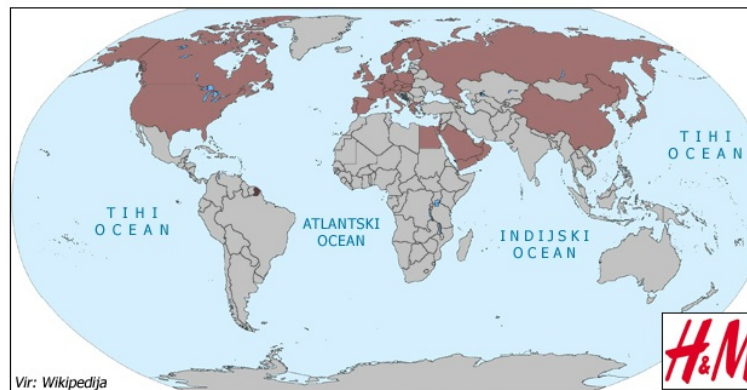 TIHI
OCEAN
TIHI
OCEAN
ATLANTSKI
OCEAN
INDIJSKI
OCEAN
H&M
Vir: Wikipedija